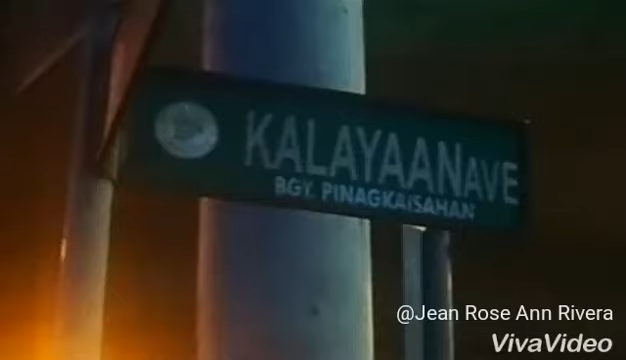 KALAYAAN AVE
BGY. PINAGKAISAHAN
@Jean Rose Ann Rivera
VivaVideo